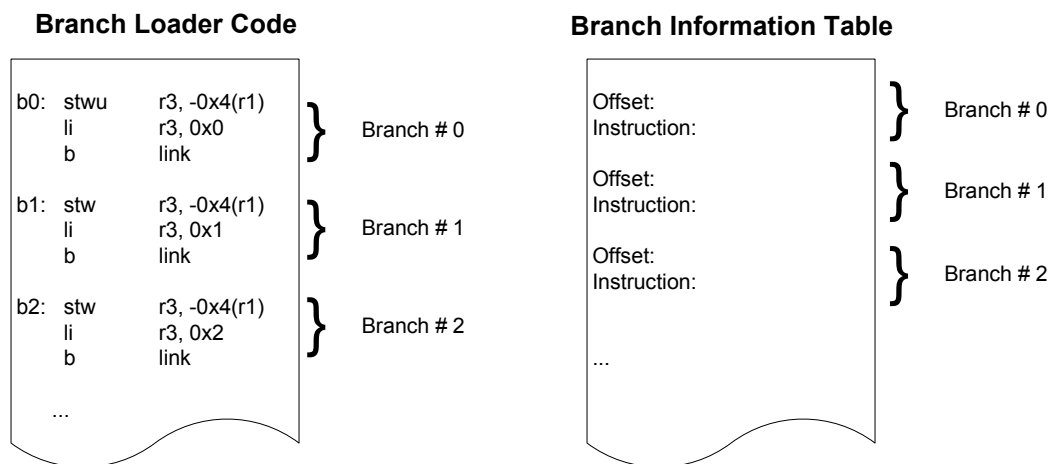 Branch Loader Code
b0: stwu r3, -0x4(r1)
li r3, 0x0
b link
Branch # 0
b1: stw r3, -0x4(r1)
li r3, 0x1
b link
Branch # 1
b2: stw r3, -0x4(r1)
li r3, 0x2
b link
Branch # 2
...
Branch Information Table
Offset:
Instruction:
Branch # 0
Offset:
Instruction:
Branch # 1
Offset:
Instruction:
Branch # 2
...